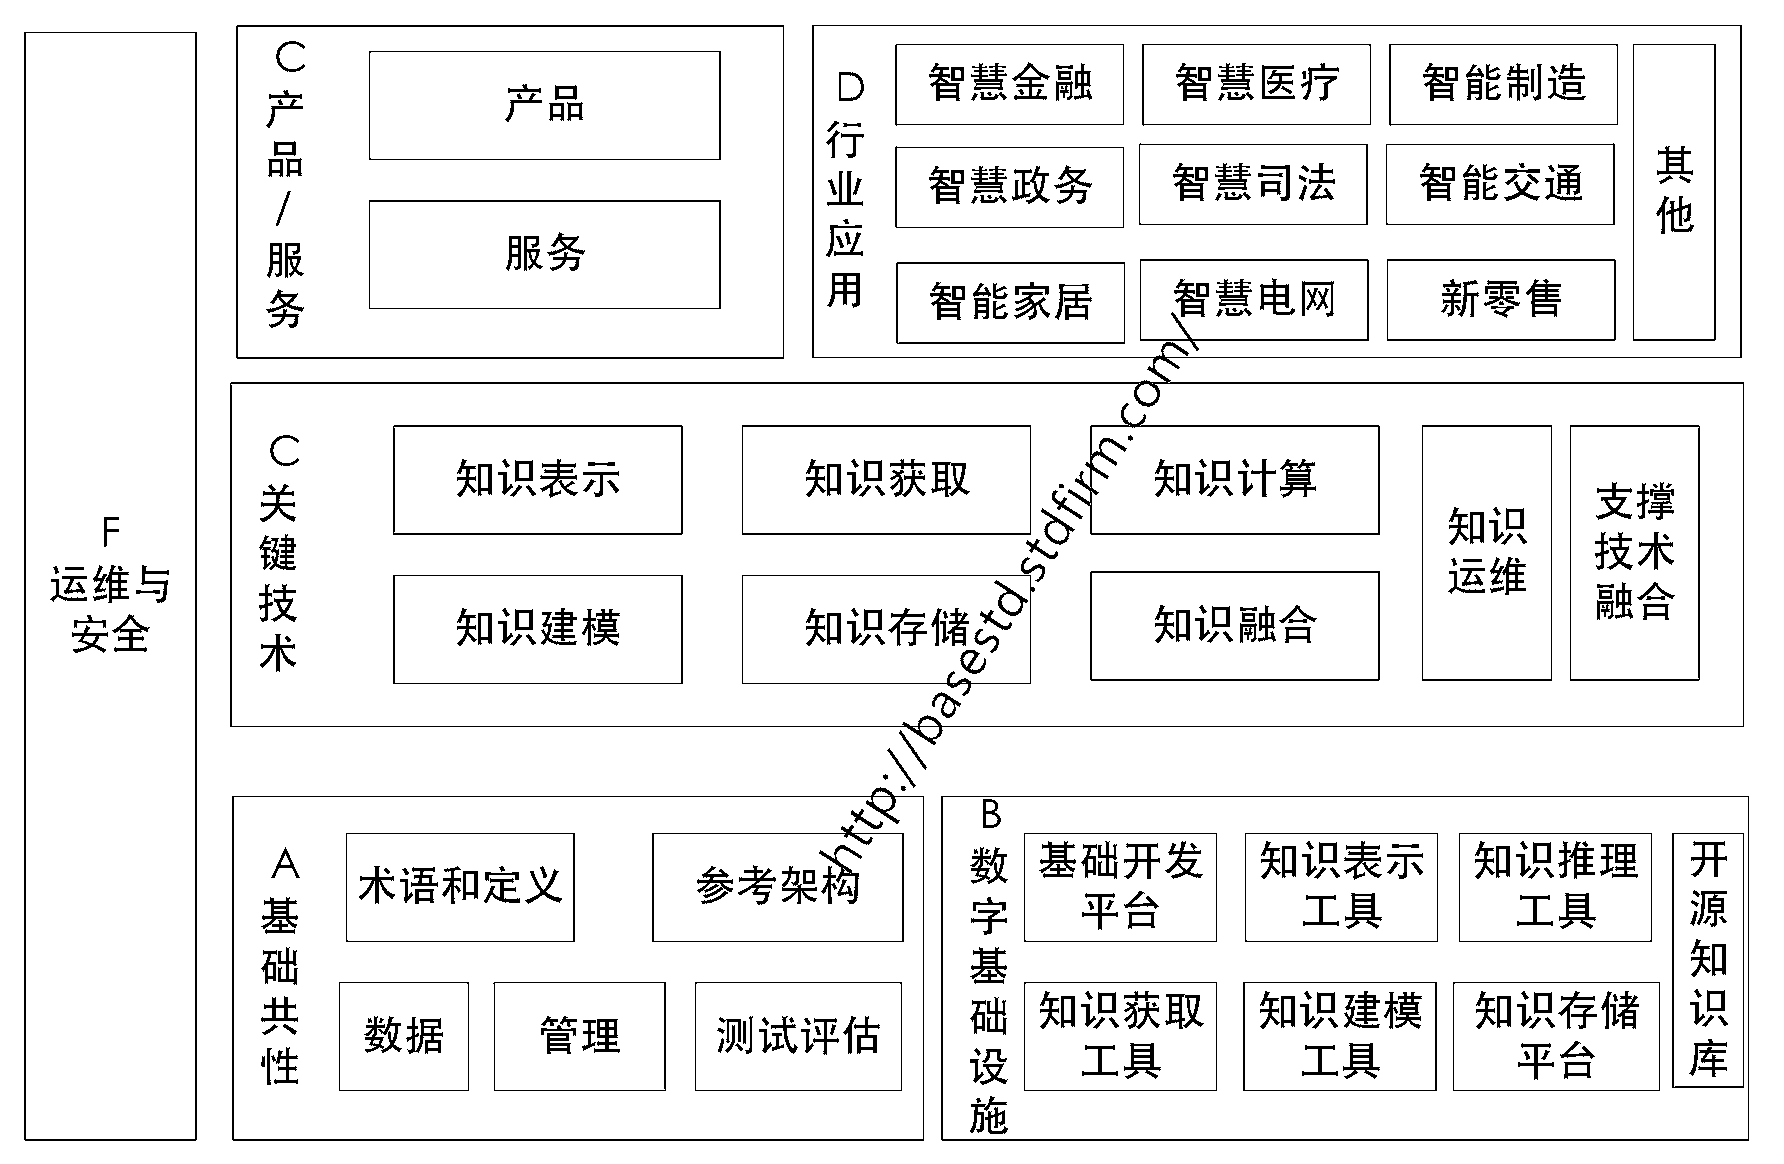 F
运维与
安全
C
产
品
/
服
务
产品
服务
D
行
业
应
用
智慧金融
智慧医疗
智能制造
智慧政务
智慧司法
智能交通
智能家居
智慧电网
新零售
其
他
C
关
键
技
术
知识表示
知识获取
知识计算
知识建模
知识存储
知识融合
知识
运维
支撑
技术
融合
A
基
础
共
性
术语和定义
参考架构
数据
管理
测试评估
B
数
字
基
础
设
施
基础开发
平台
知识表示
工具
知识推理
工具
知识获取
工具
知识建模
工具
知识存储
平台
开
源
知
识
库
http://basestd.stdfirm.com/